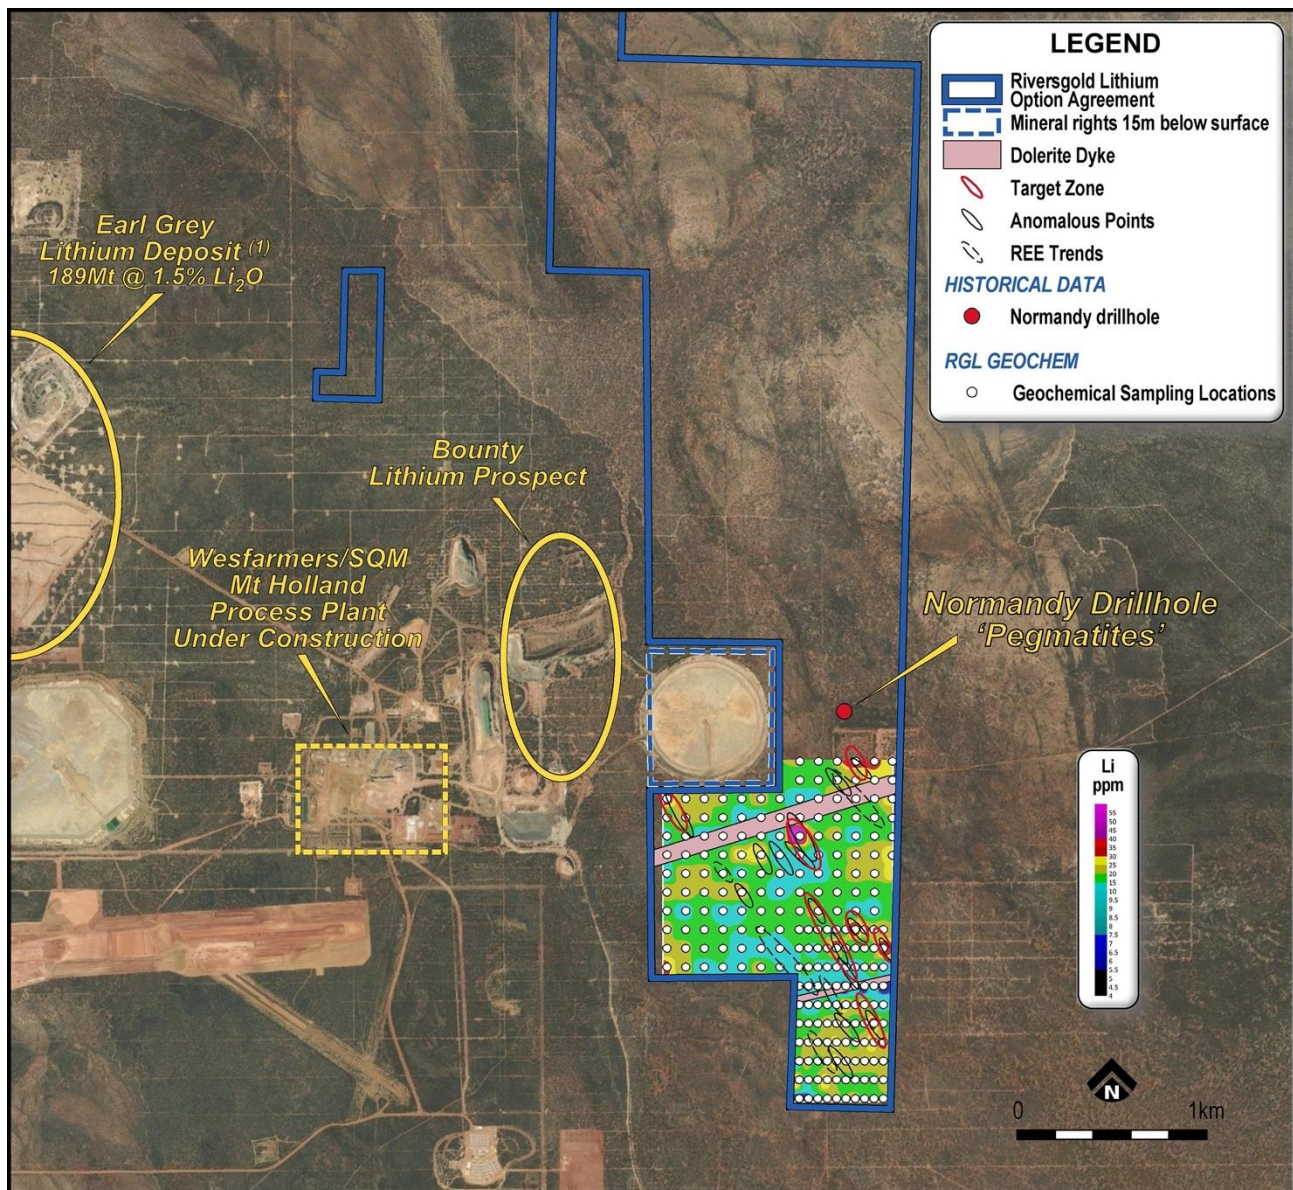 LEGEND
Riversgold Lithium
Option Agreement
Mineral rights 15m below surface
Dolerite Dyke
Target Zone
Anomalous Points
REE Trends
HISTORICAL DATA
Normandy drillhole
RGL GEOCHEM
Geochemical Sampling Locations
Earl Grey
Lithium Deposit (1)
189Mt @ 1.5% Li2O
Bounty
Lithium Prospect
Wesfarmers/SQM
Mt Holland
Process Plant
Under Construction
Normandy Drillhole
'Pegmatites'
Li
ppm
55
50
45
40
35
30
25
20
15
10
9.5
9
8.5
8
7.5
7
6.5
6
5.5
5
4.5
4
N
0 1km